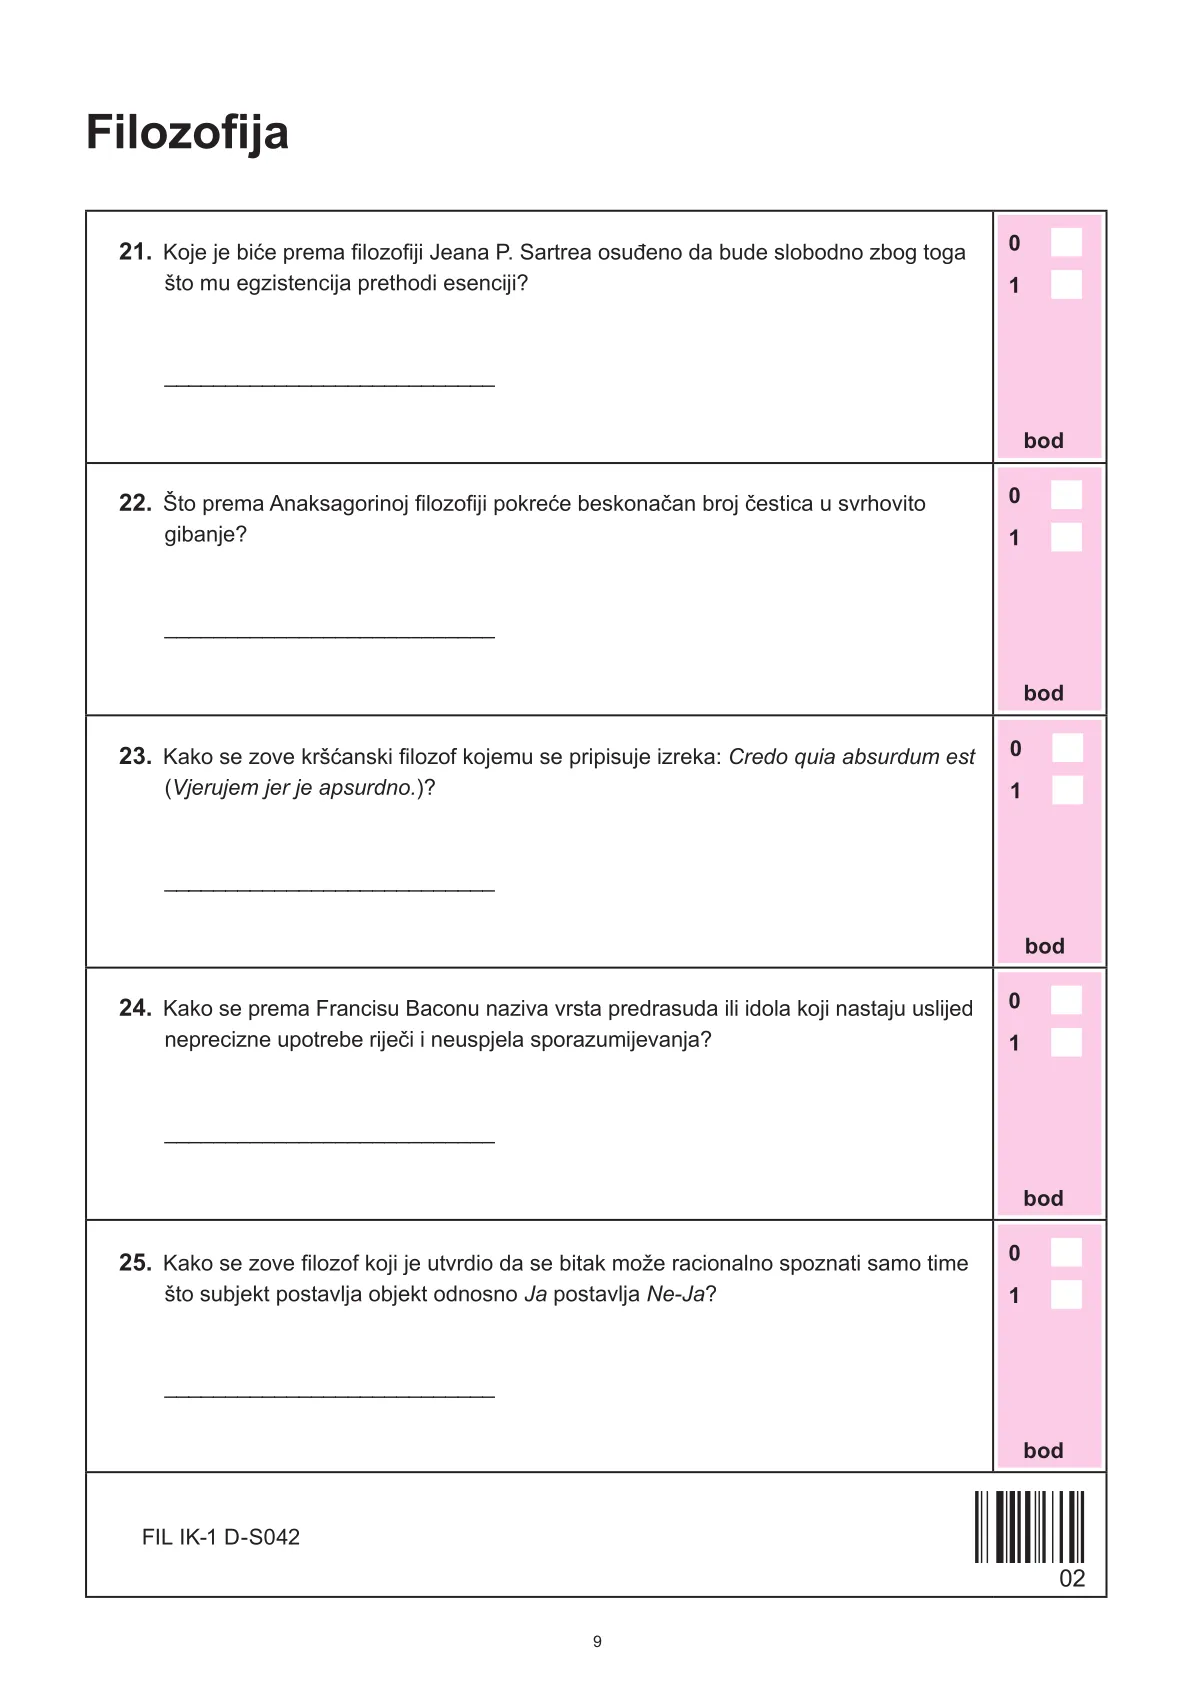 Filozofija
21. Koje je biće prema filozofiji Jeana P. Sartrea osuđeno da bude slobodno zbog toga
što mu egzistencija prethodi esenciji?
___________________________
0
1
bod
22. Što prema Anaksagorinoj filozofiji pokreće beskonačan broj čestica u svrhovito
gibanje?
___________________________
0
1
bod
23. Kako se zove kršćanski filozof kojemu se pripisuje izreka: Credo quia absurdum est
(Vjerujem jer je apsurdno.)?
___________________________
0
1
bod
24. Kako se prema Francisu Baconu naziva vrsta predrasuda ili idola koji nastaju uslijed
neprecizne upotrebe riječi i neuspjela sporazumijevanja?
___________________________
0
1
bod
25. Kako se zove filozof koji je utvrdio da se bitak može racionalno spoznati samo time
što subjekt postavlja objekt odnosno Ja postavlja Ne-Ja?
___________________________
0
1
bod
FIL IK-1 D-S042
02
9